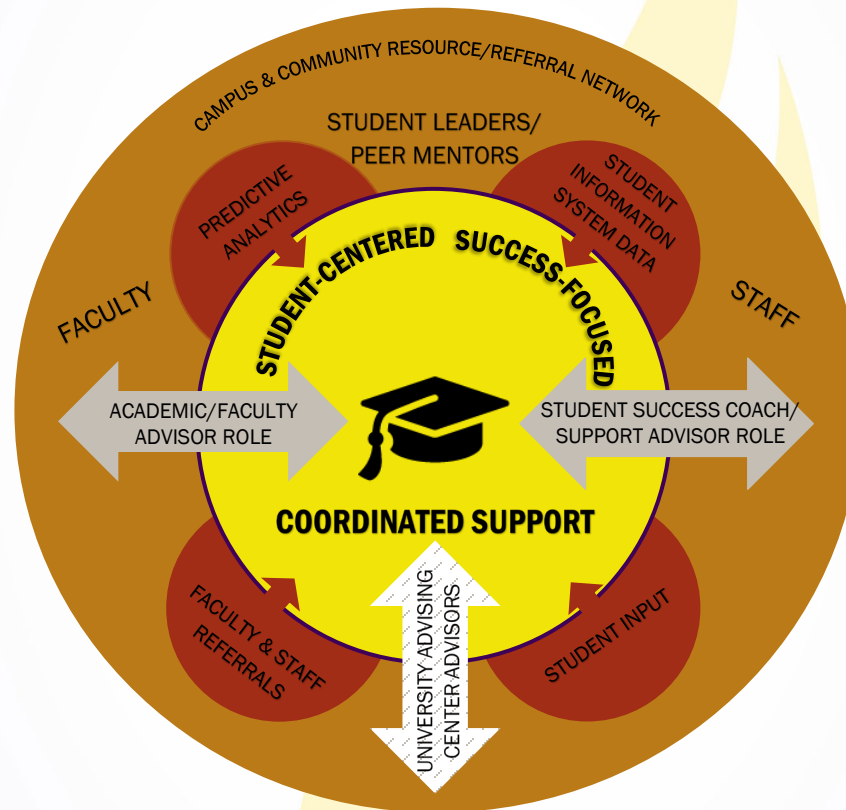 CAMPUS & COMMUNITY RESOURCE/REFERRAL NETWORK
STUDENT LEADERS/
PEER MENTORS
PREDICTIVE
ANALYTICS
STUDENT
INFORMATION
SYSTEM DATA
STUDENT-CENTERED SUCCESS-FOCUSED
FACULTY
STAFF
ACADEMIC/FACULTY
ADVISOR ROLE
STUDENT SUCCESS COACH/
SUPPORT ADVISOR ROLE
COORDINATED SUPPORT
FACULTY & STAFF
REFERRALS
UNIVERSITY ADVISING
CENTER ADVISORS
STUDENT INPUT